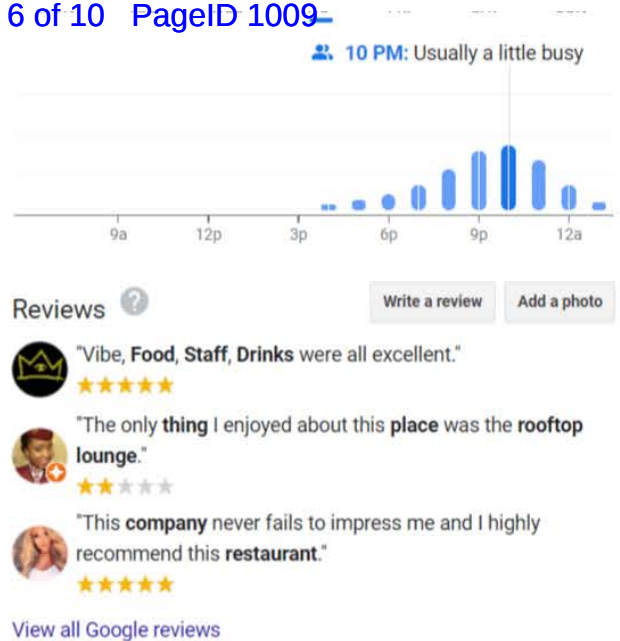 6 of 10 PageID 1009
10 PM: Usually a little busy
9a 12p 3p 6p 9p 12a
Reviews ?
Write a review Add a photo
"Vibe, Food, Staff, Drinks were all excellent."
"The only thing I enjoyed about this place was the rooftop
lounge."
"This company never fails to impress me and I highly
recommend this restaurant."
View all Google reviews